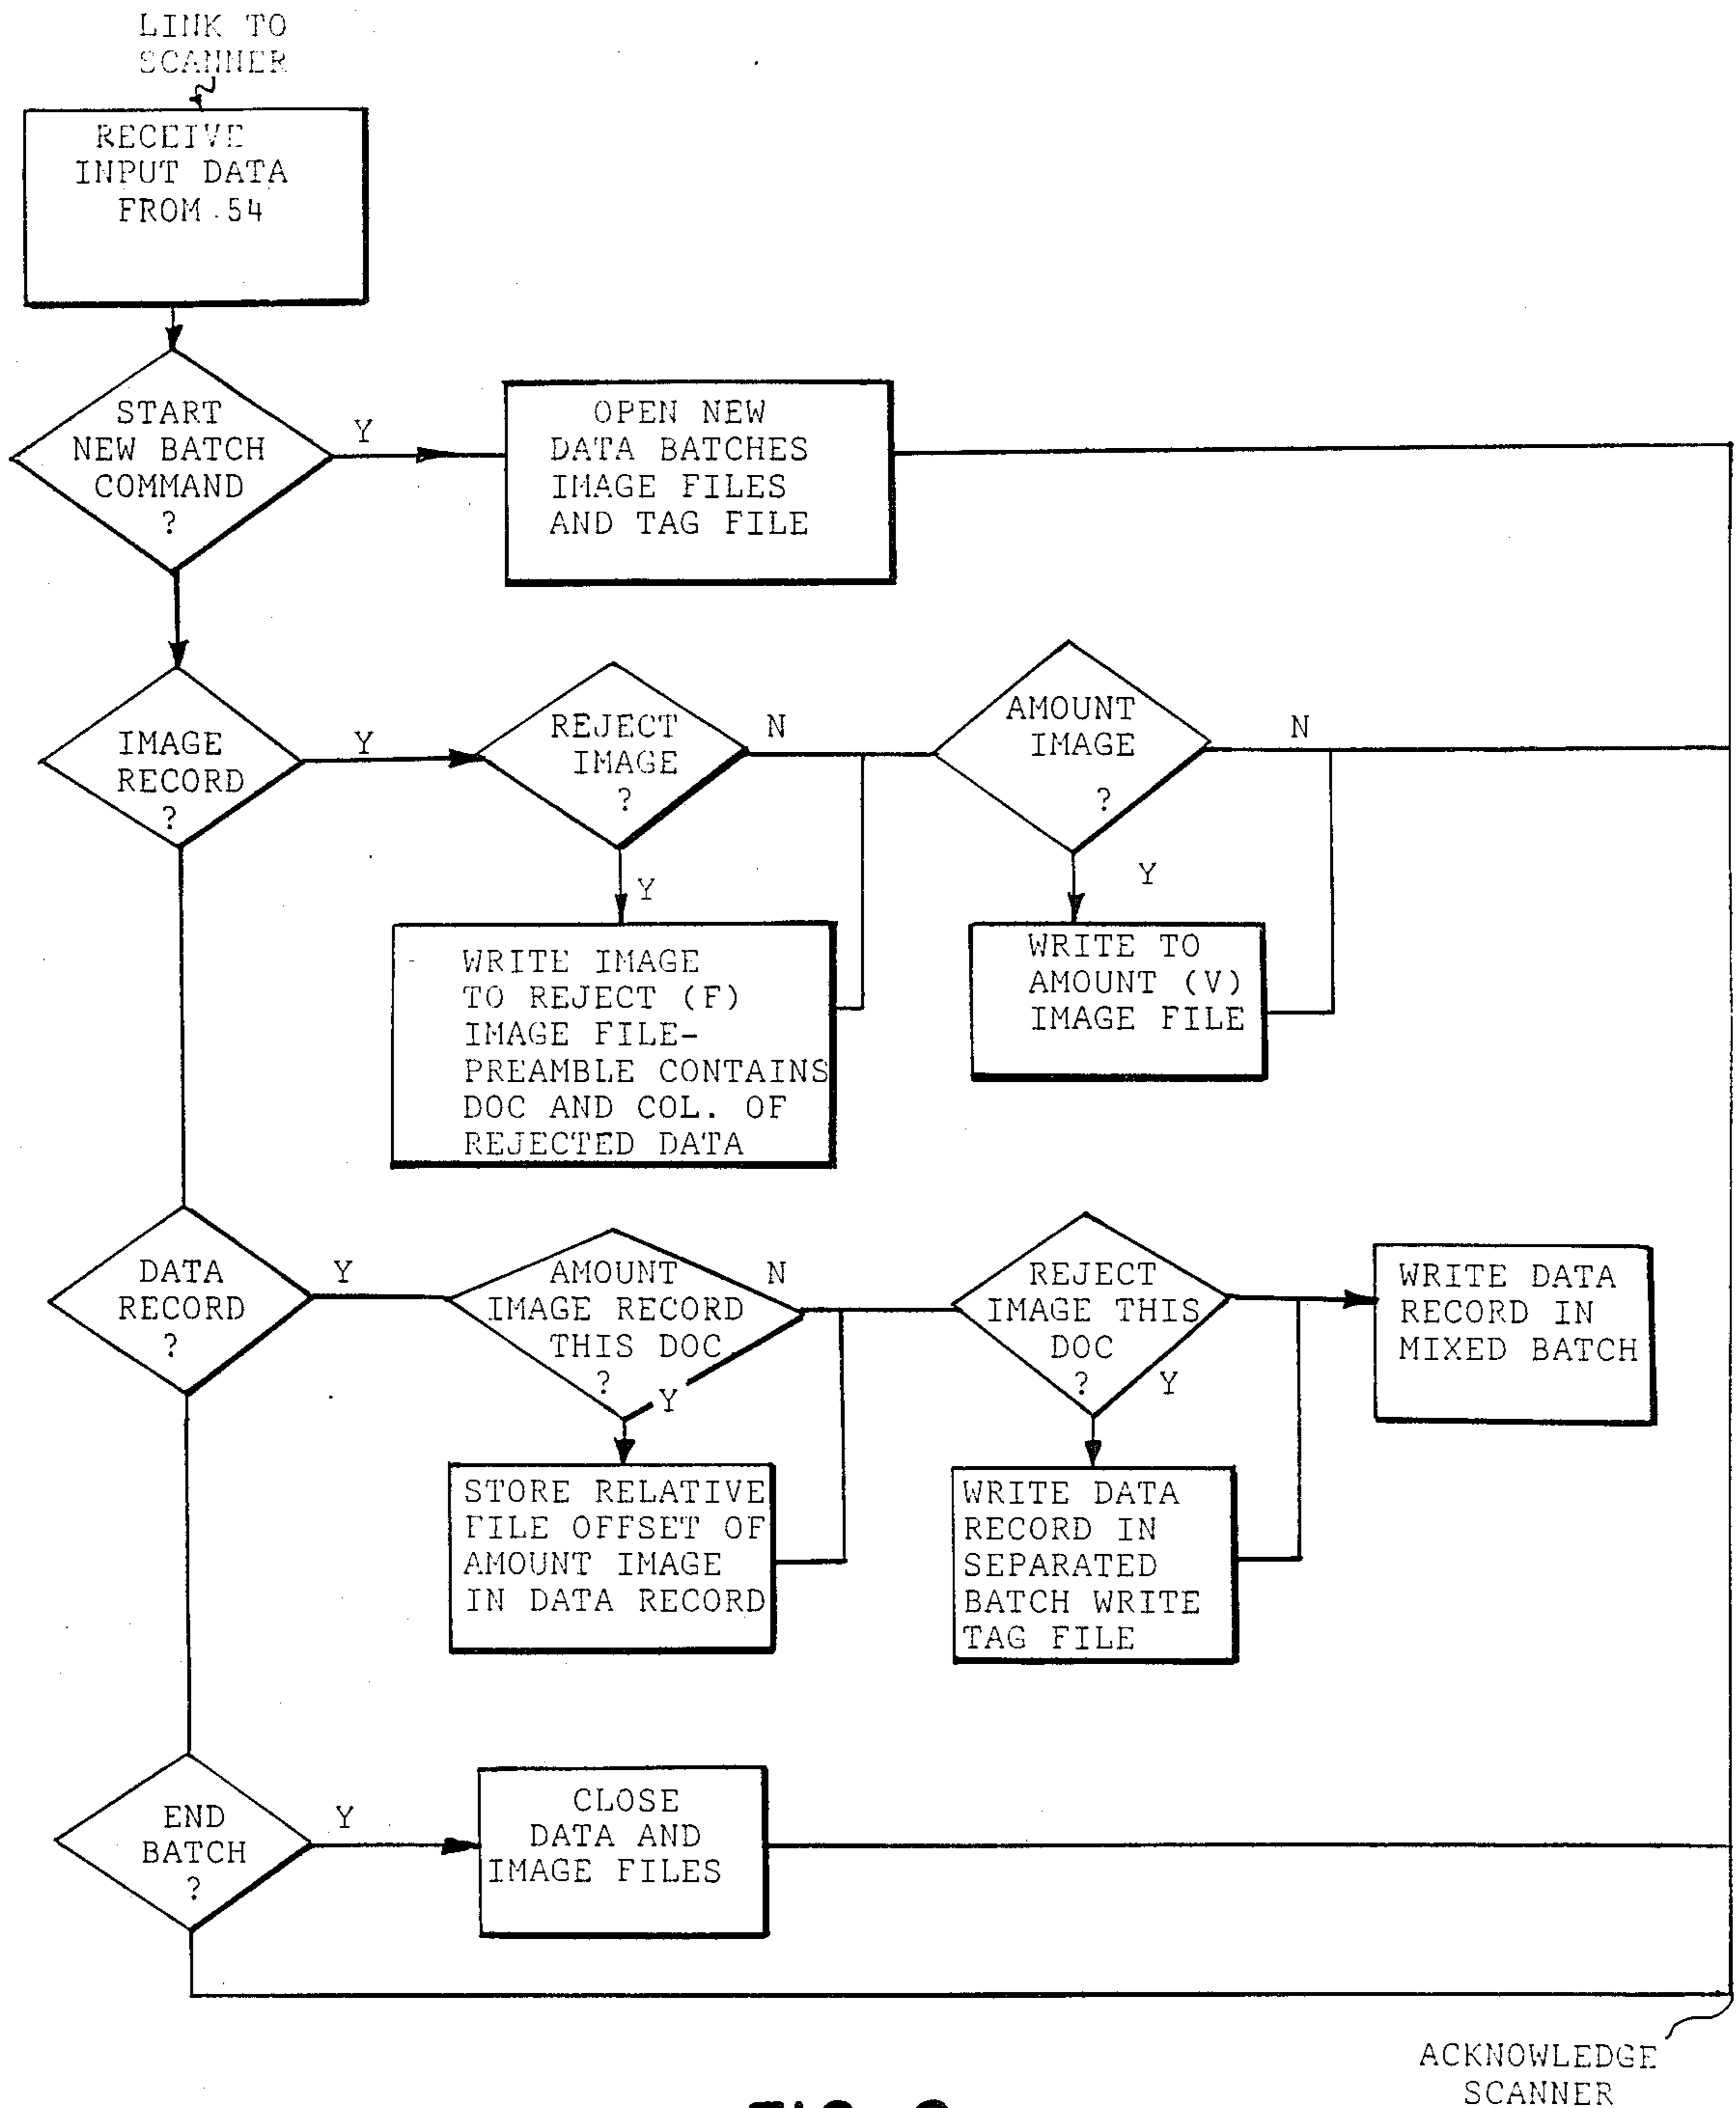 LINK TO
SCANNER
RECEIVE
INPUT DATA
FROM 54
START
NEW BATCH
COMMAND
?
Y
OPEN NEW
DATA BATCHES
IMAGE FILES
AND TAG FILE
IMAGE
RECORD
?
Y
REJECT
IMAGE
?
N
Y
AMOUNT
IMAGE
?
N
Y
WRITE IMAGE
TO REJECT (F)
IMAGE FILE-
PREAMBLE CONTAINS
DOC AND COL. OF
REJECTED DATA
WRITE TO
AMOUNT (V)
IMAGE FILE
DATA
RECORD
?
Y
AMOUNT
IMAGE RECORD
THIS DOC
?
N
Y
REJECT
IMAGE THIS
DOC
?
Y
WRITE DATA
RECORD IN
MIXED BATCH
STORE RELATIVE
FILE OFFSET OF
AMOUNT IMAGE
IN DATA RECORD
WRITE DATA
RECORD IN
SEPARATED
BATCH WRITE
TAG FILE
END
BATCH
?
Y
CLOSE
DATA AND
IMAGE FILES
ACKNOWLEDGE
SCANNER